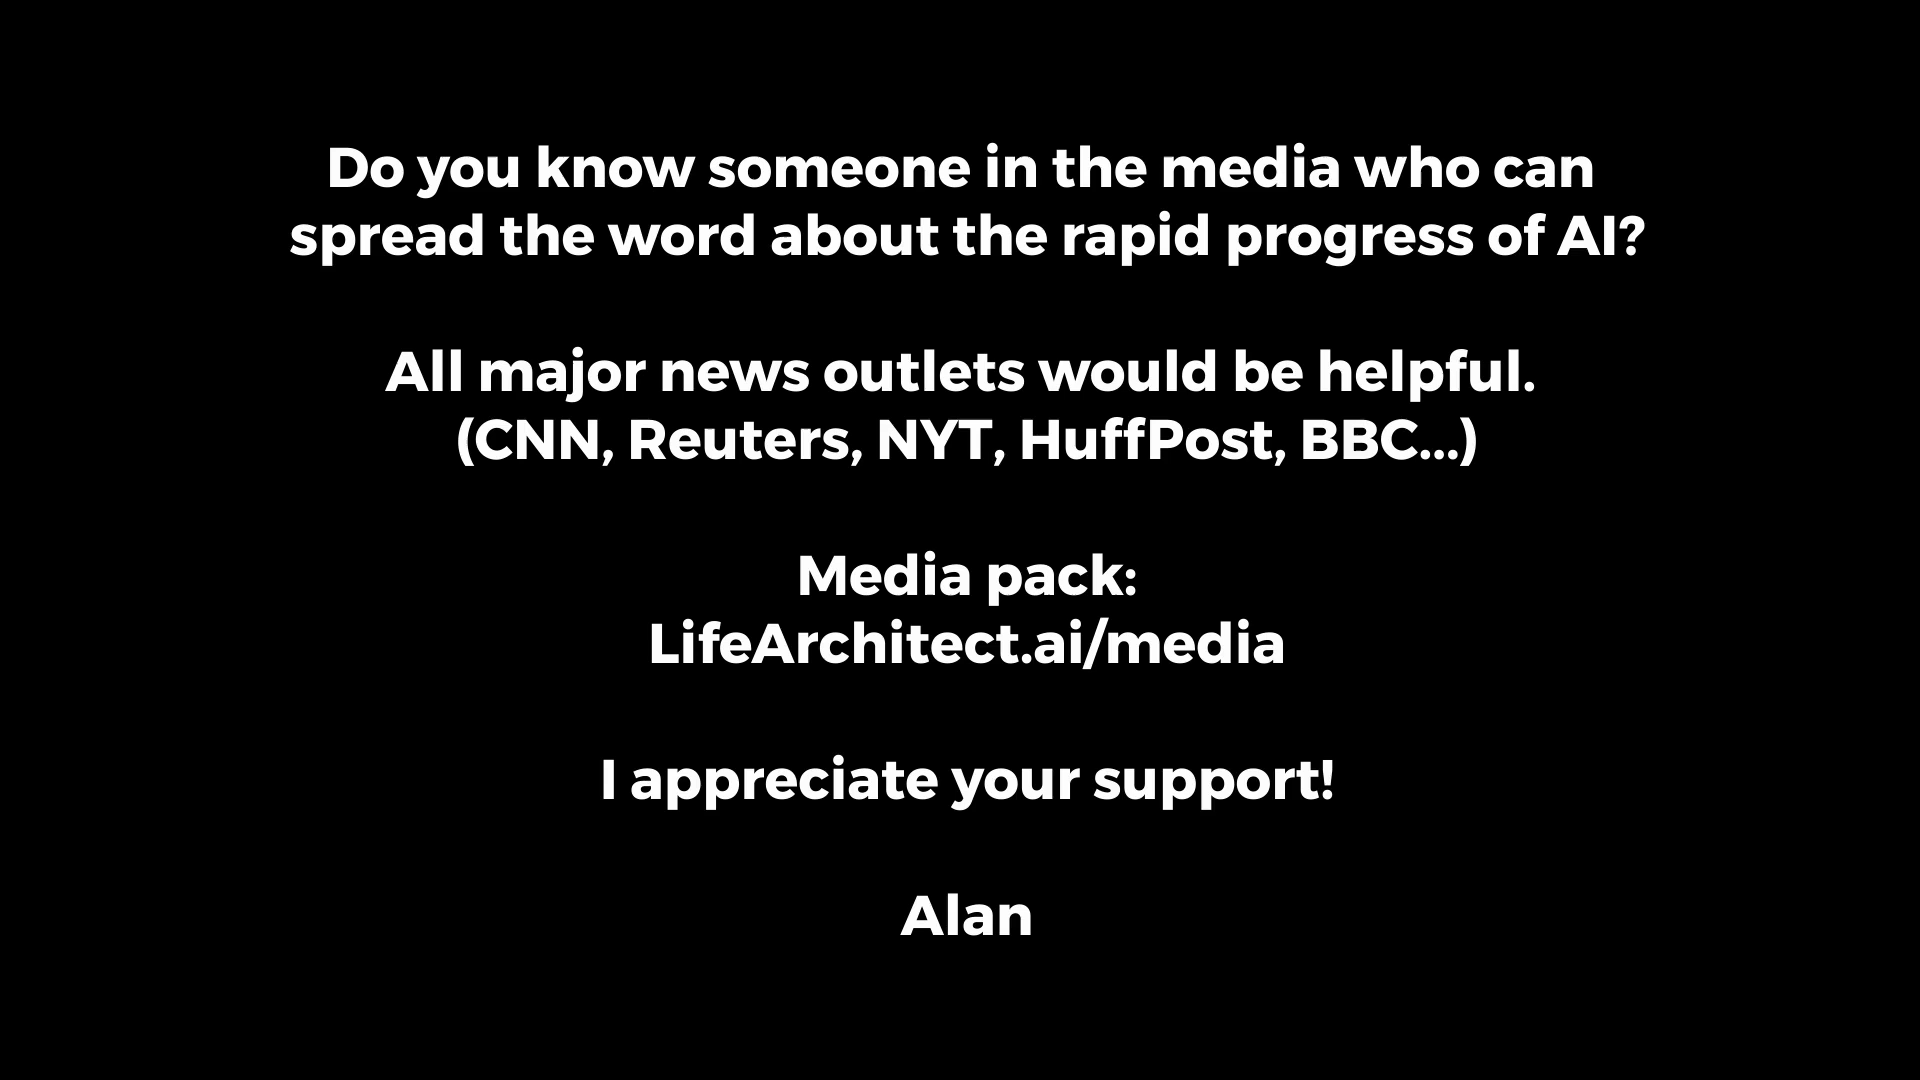 Do you know someone in the media who can
spread the word about the rapid progress of AI?
All major news outlets would be helpful.
(CNN, Reuters, NYT, HuffPost, BBC...)
Media pack:
LifeArchitect.ai/media
I appreciate your support!
Alan